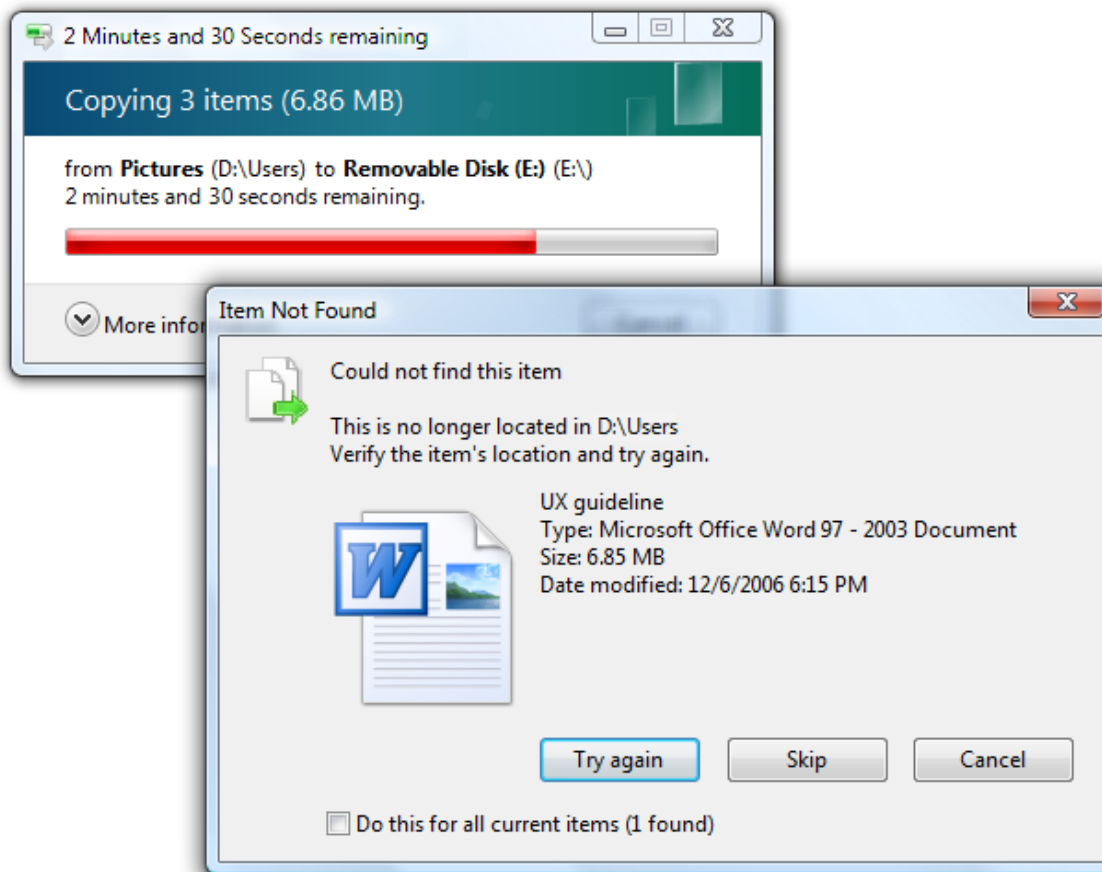 2 Minutes and 30 Seconds remaining
Copying 3 items (6.86 MB)
from Pictures (D:\Users) to Removable Disk (E:) (E:\)
2 minutes and 30 seconds remaining.
More infor
Item Not Found
Could not find this item
This is no longer located in D:\Users
Verify the item's location and try again.
UX guideline
Type: Microsoft Office Word 97 - 2003 Document
Size: 6.85 MB
Date modified: 12/6/2006 6:15 PM
W
Try again Skip Cancel
Do this for all current items (1 found)